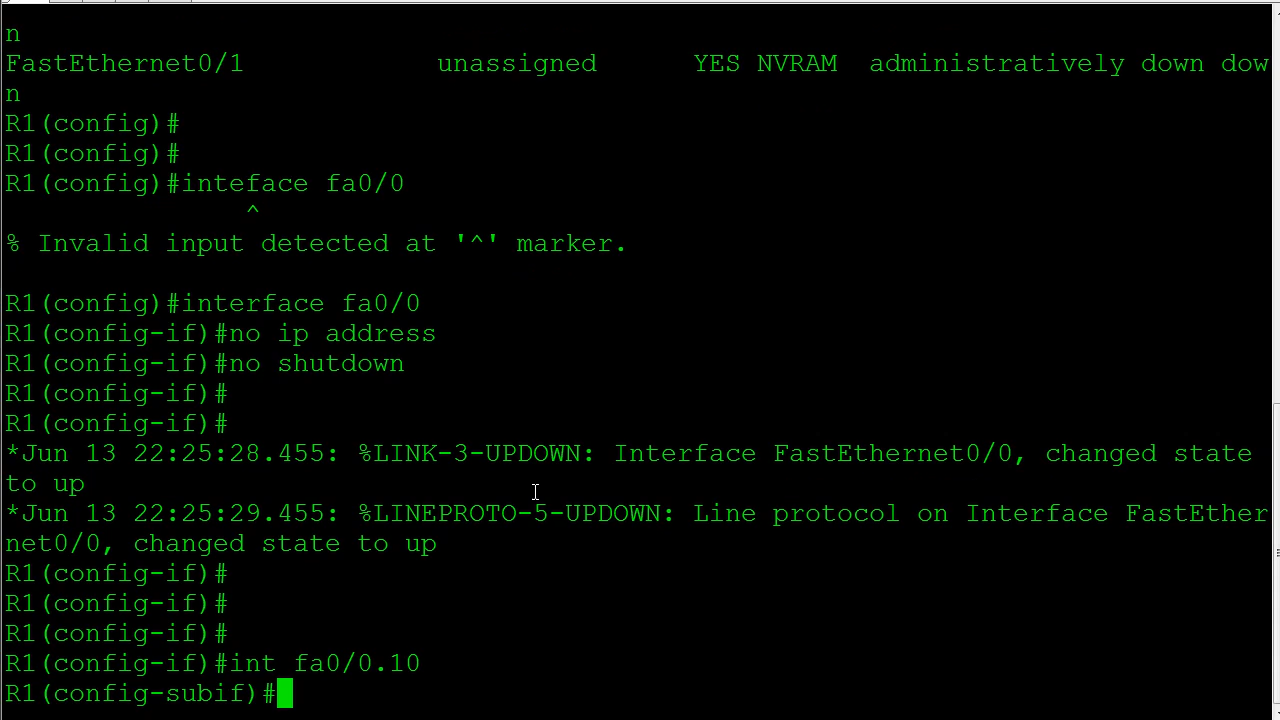 n
FastEthernet0/1            unassigned      YES NVRAM  administratively down dow
n
R1(config)#
R1(config)#
R1(config)#inteface fa0/0
               ^
% Invalid input detected at '^' marker.
R1(config)#interface fa0/0
R1(config-if)#no ip address
R1(config-if)#no shutdown
R1(config-if)#
R1(config-if)#
*Jun 13 22:25:28.455: %LINK-3-UPDOWN: Interface FastEthernet0/0, changed state
to up
*Jun 13 22:25:29.455: %LINEPROTO-5-UPDOWN: Line protocol on Interface FastEther
net0/0, changed state to up
R1(config-if)#
R1(config-if)#
R1(config-if)#
R1(config-if)#int fa0/0.10
R1(config-subif)#